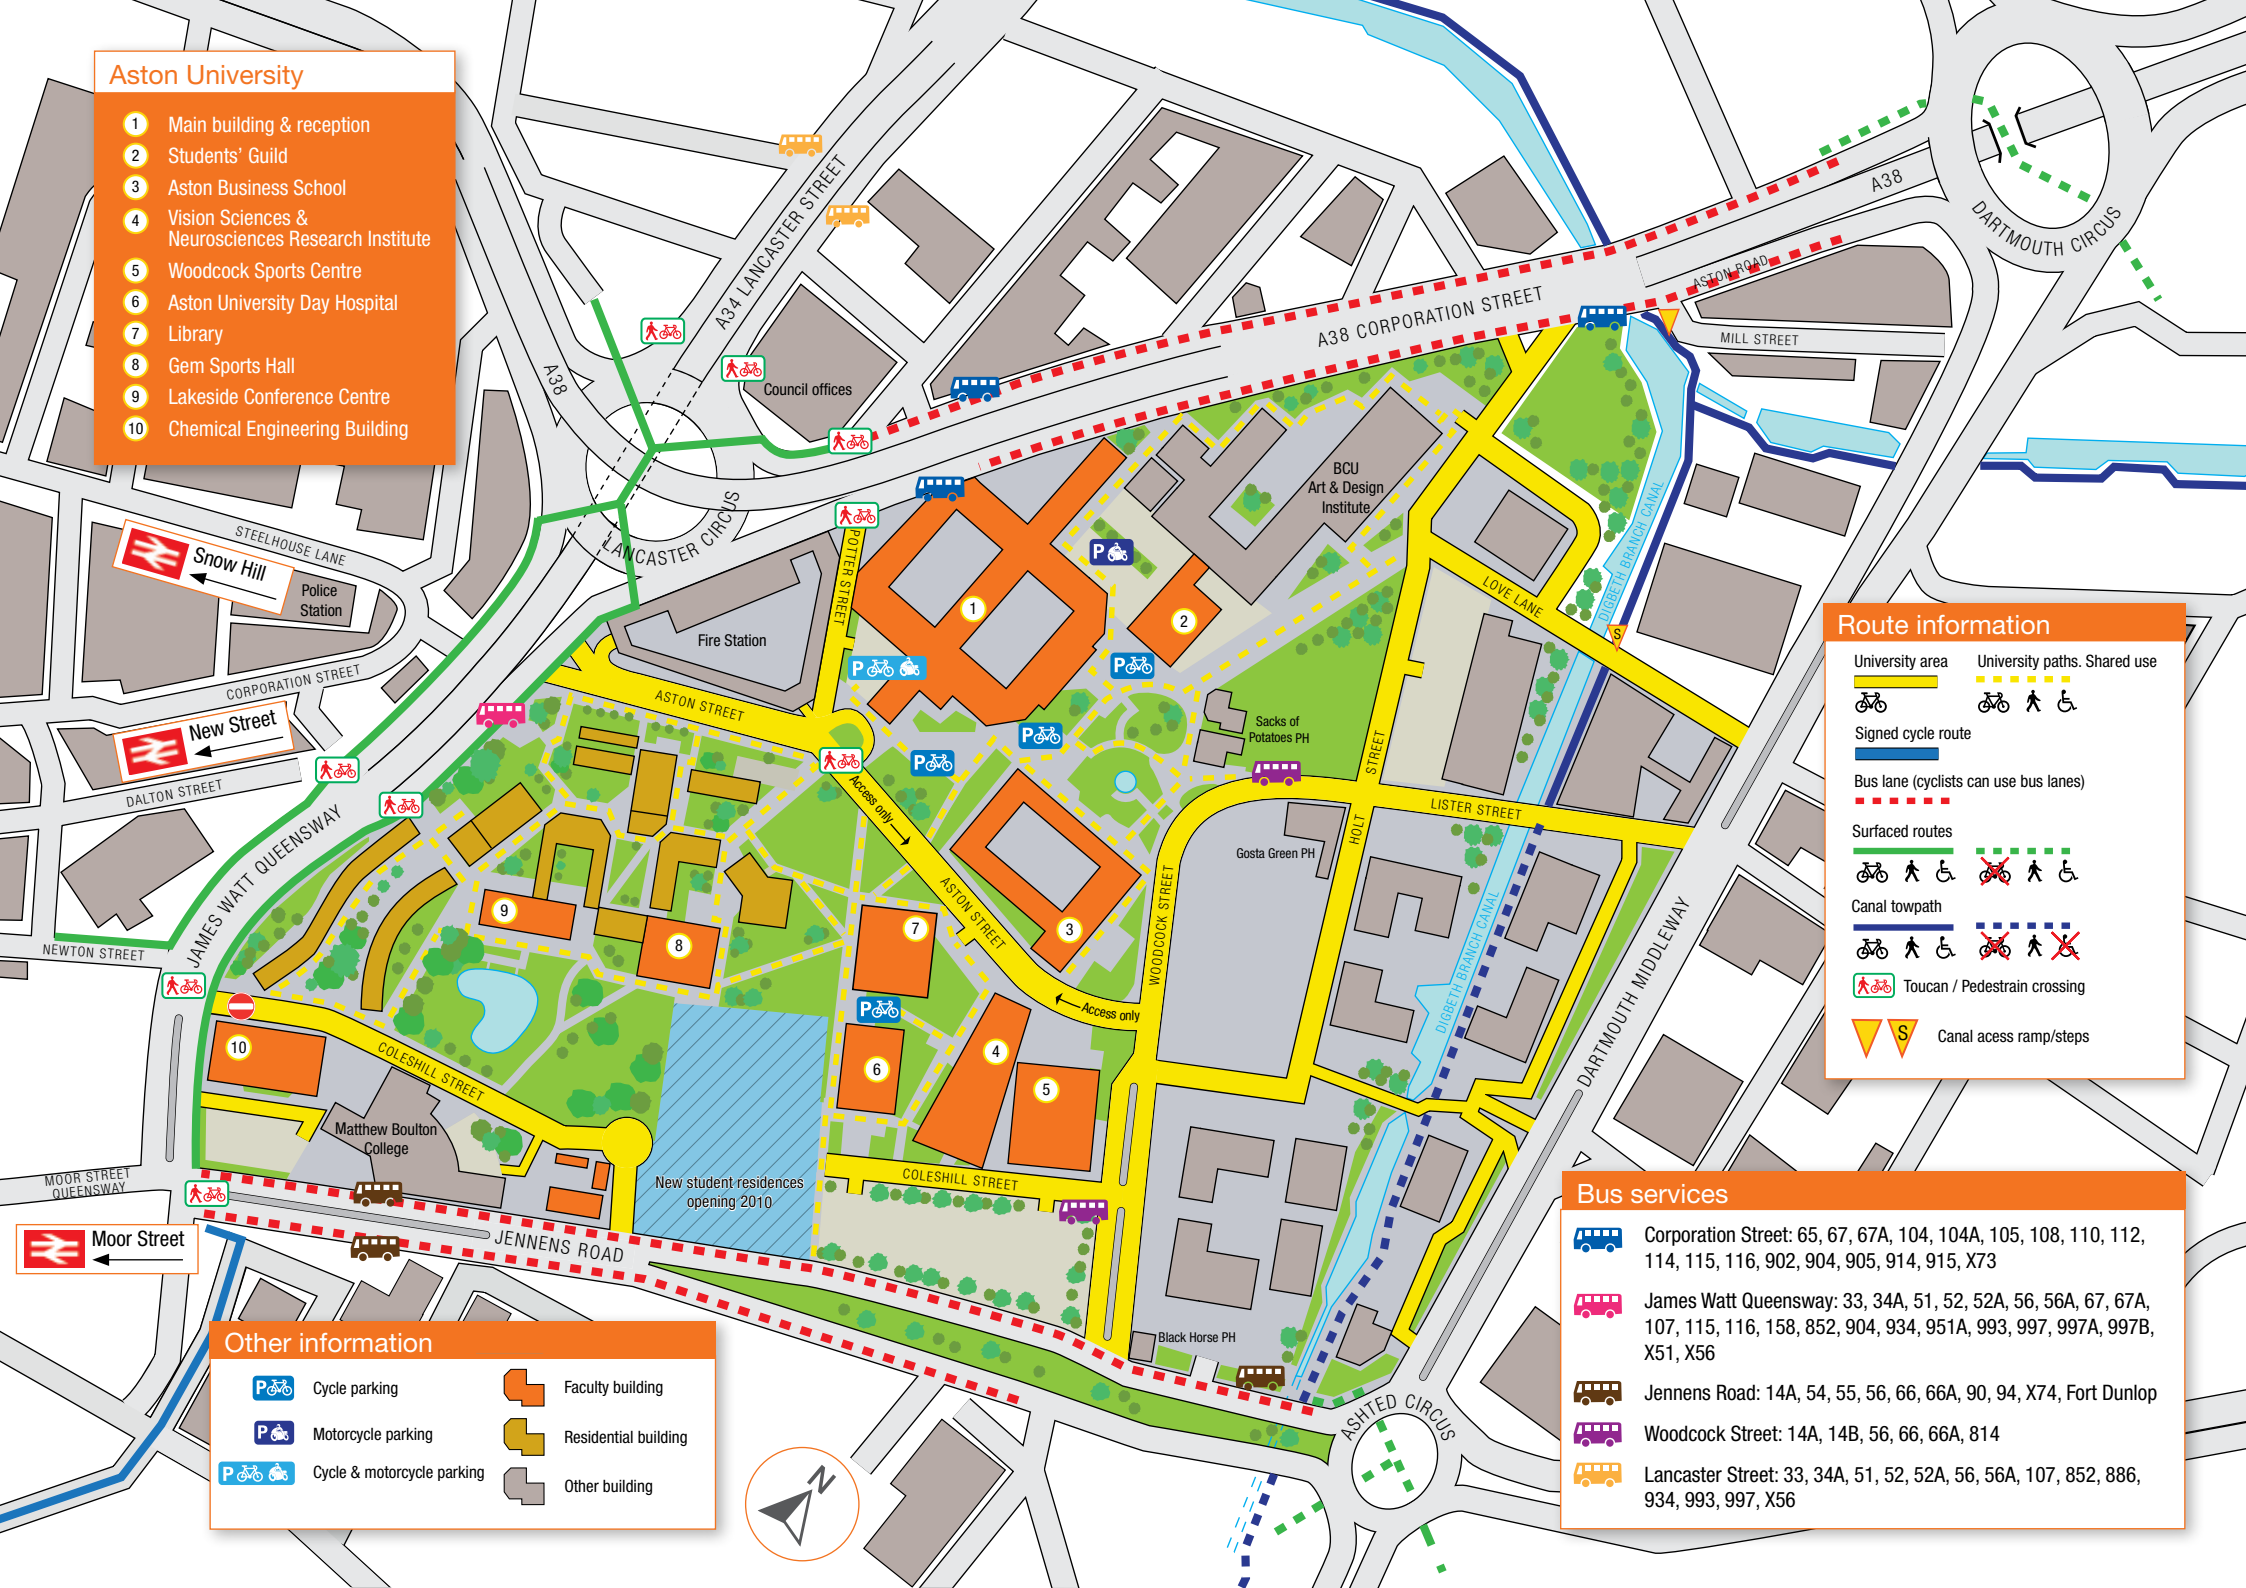 Aston University
1 Main building & reception
2 Students' Guild
3 Aston Business School
4 Vision Sciences &
Neurosciences Research Institute
5 Woodcock Sports Centre
6 Aston University Day Hospital
7 Library
8 Gem Sports Hall
9 Lakeside Conference Centre
10 Chemical Engineering Building
A34 LANCASTER STREET
A38
Council offices
A38 CORPORATION STREET
A38
ASTON ROAD
DARTMOUTH CIRCUS
MILL STREET
STEELHOUSE LANE
Snow Hill
Police
Station
CORPORATION STREET
New Street
DALTON STREET
LANCASTER CIRCUS
Fire Station
POTTER STREET
ASTON STREET
BCU
Art & Design
Institute
P
P
P
P
P
P
1
2
LOVE LANE
DIGBETH BRANCH CANAL
S
Sacks of
Potatoes PH
HOLT
STREET
LISTER STREET
Gosta Green PH
Access only
ASTON STREET
Access only
WOODCOCK STREET
DIGBETH BRANCH CANAL
DARTMOUTH MIDDLEWAY
JAMES WATT QUEENSWAY
NEWTON STREET
9
8
7
3
4
5
6
10
COLESHILL STREET
Matthew Boulton
College
MOOR STREET
QUEENSWAY
Moor Street
New student residences
opening 2010
COLESHILL STREET
JENNENS ROAD
Black Horse PH
ASHTED CIRCUS
N
Route information
University area
University paths. Shared use
Signed cycle route
Bus lane (cyclists can use bus lanes)
Surfaced routes
Canal towpath
Toucan / Pedestrain crossing
S Canal acess ramp/steps
Bus services
Corporation Street: 65, 67, 67A, 104, 104A, 105, 108, 110, 112,
114, 115, 116, 902, 904, 905, 914, 915, X73
James Watt Queensway: 33, 34A, 51, 52, 52A, 56, 56A, 67, 67A,
107, 115, 116, 158, 852, 904, 934, 951A, 993, 997, 997A, 997B,
X51, X56
Jennens Road: 14A, 54, 55, 56, 66, 66A, 90, 94, X74, Fort Dunlop
Woodcock Street: 14A, 14B, 56, 66, 66A, 814
Lancaster Street: 33, 34A, 51, 52, 52A, 56, 56A, 107, 852, 886,
934, 993, 997, X56
Other information
P Cycle parking
P Motorcycle parking
P Cycle & motorcycle parking
Faculty building
Residential building
Other building